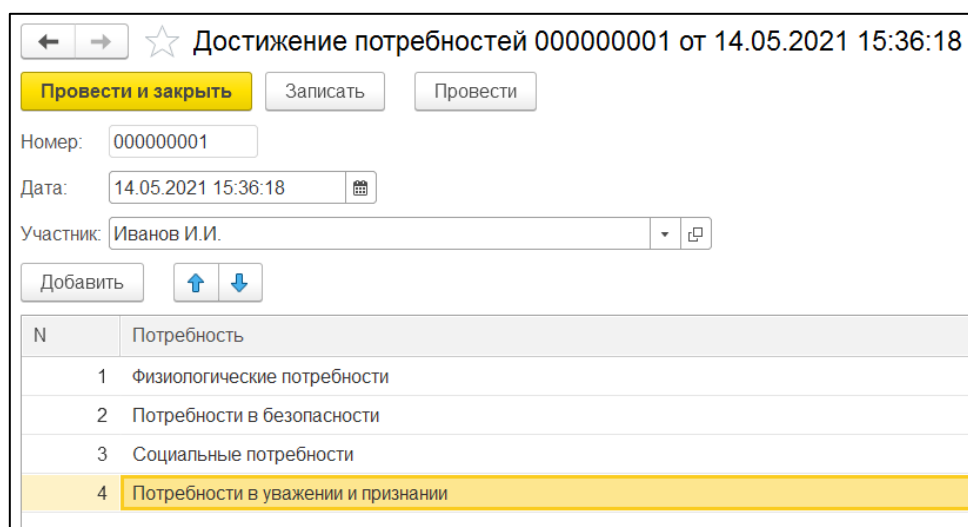 Достижение потребностей 000000001 от 14.05.2021 15:36:18
Провести и закрыть Записать Провести
Номер: 000000001
Дата: 14.05.2021 15:36:18
Участник: Иванов И.И.
Добавить
N Потребность
1 Физиологические потребности
2 Потребности в безопасности
3 Социальные потребности
4 Потребности в уважении и признании